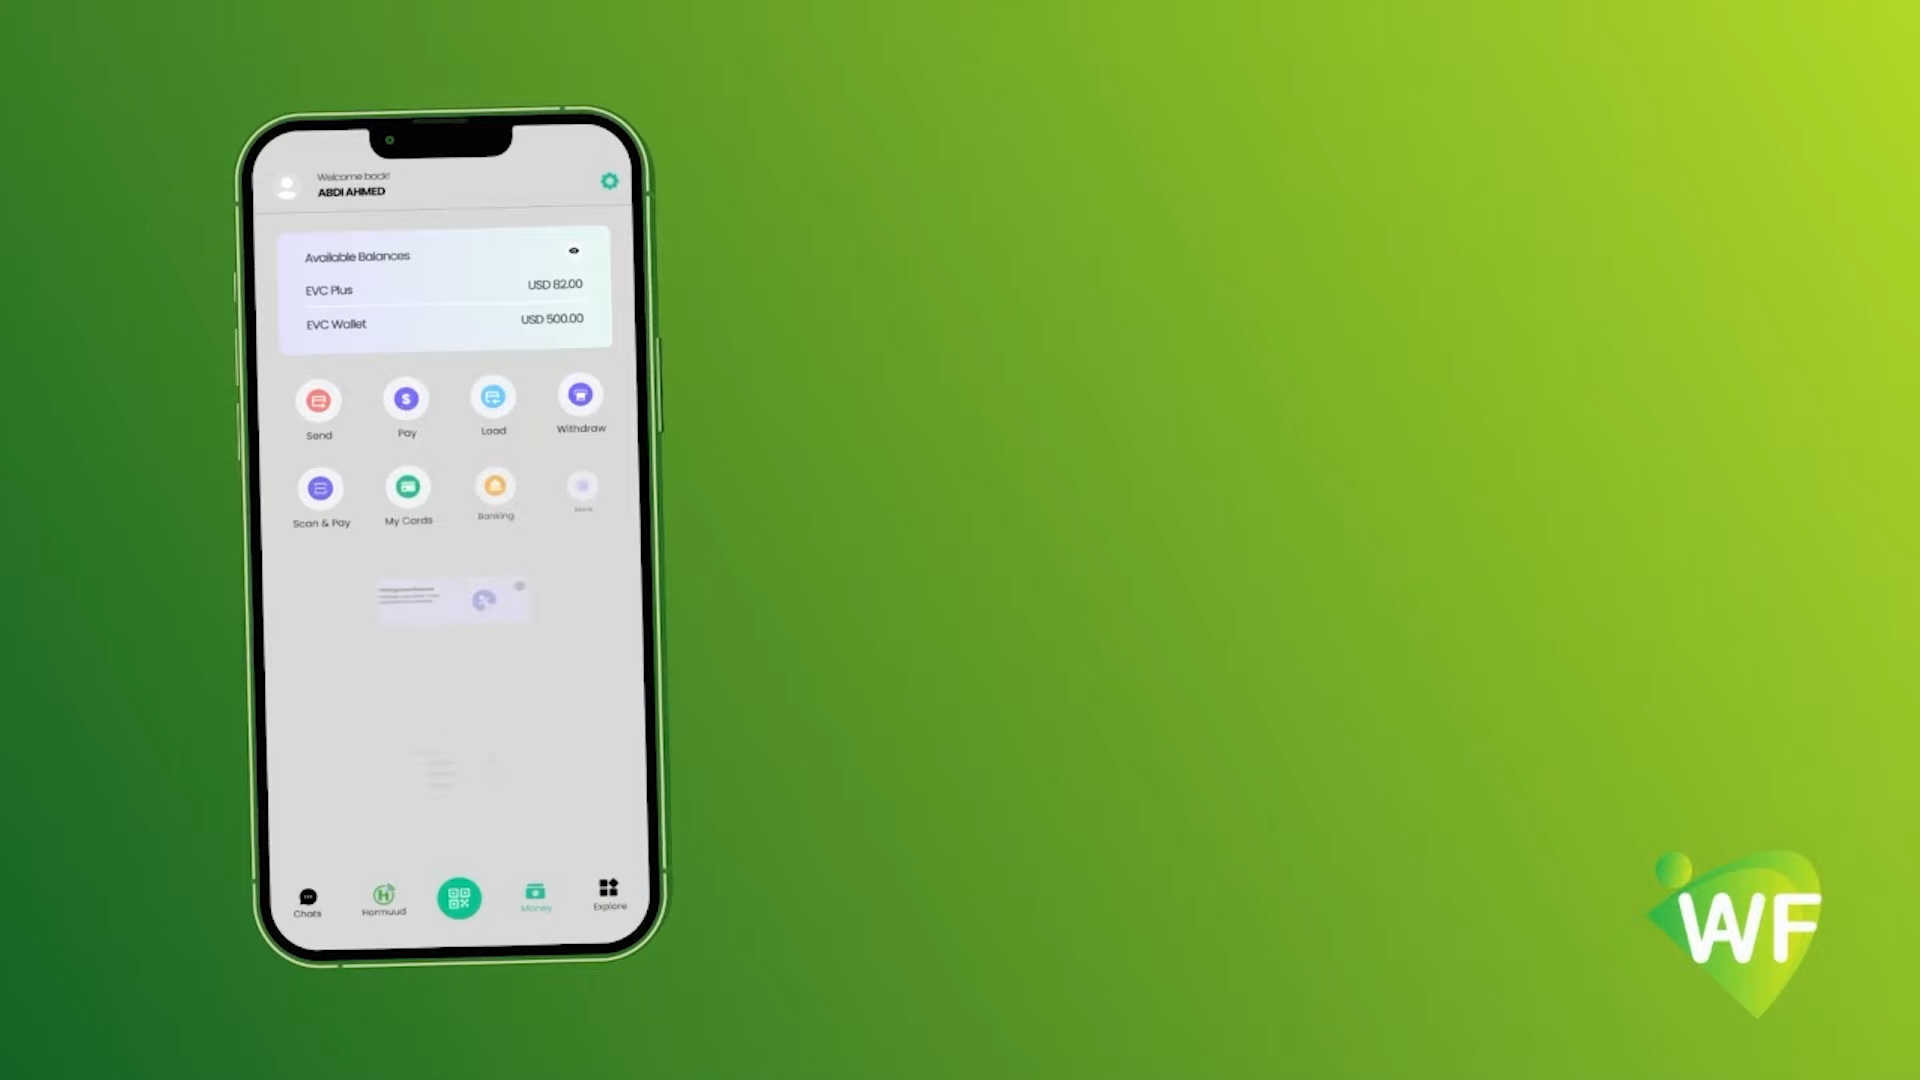 Welcome back!
ABDI AHMED
Available Balances
EVC Plus USD 82.00
EVC Wallet USD 500.00
Send Pay Load Withdraw
Scan & Pay My Cards Banking More
Chats Hormuud Money Explore
WF